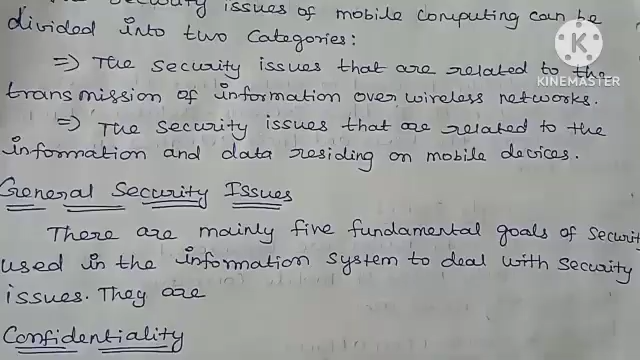 The Security issues of mobile computing can be
divided into two categories:
⇒ The security issues that are related to the
transmission of information over wireless networks.
⇒ The security issues that are related to the
information and data residing on mobile devices.
General Security Issues
There are mainly five fundamental goals of security
used in the information system to deal with security
issues. They are
Confidentiality
KINEMASTER